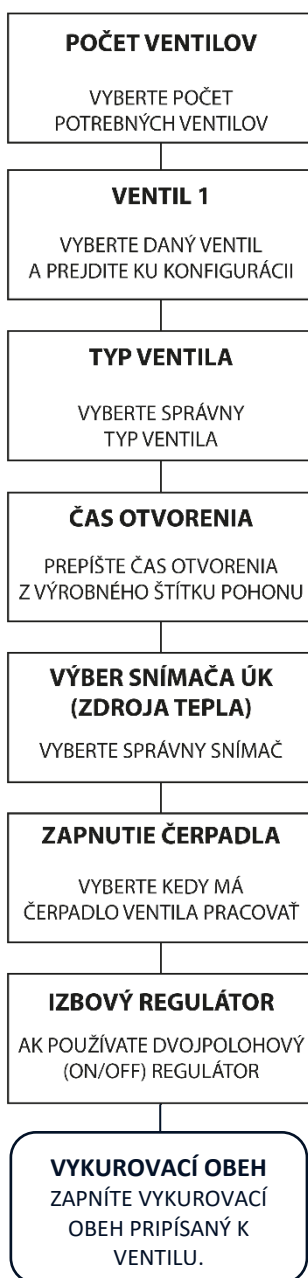 POČET VENTILOV
VYBERTE POČET
POTREBNÝCH VENTILOV
VENTIL 1
VYBERTE DANÝ VENTIL
A PREJDITE KU KONFIGURÁCII
TYP VENTILA
VYBERTE SPRÁVNY
TYP VENTILA
ČAS OTVORENIA
PREPÍŠTE ČAS OTVORENIA
Z VÝROBNÉHO ŠTÍTKU POHONU
VÝBER SNÍMAČA ÚK
(ZDROJA TEPLA)
VYBERTE SPRÁVNY SNÍMAČ
ZAPNUTIE ČERPADLA
VYBERTE KEDY MÁ
ČERPADLO VENTILA PRACOVAŤ
IZBOVÝ REGULÁTOR
AK POUŽÍVATE DVOJPOLOHOVÝ
(ON/OFF) REGULÁTOR
VYKUROVACÍ OBEH
ZAPNÍTE VYKUROVACÍ
OBEH PRIPÍSANÝ K
VENTILU.